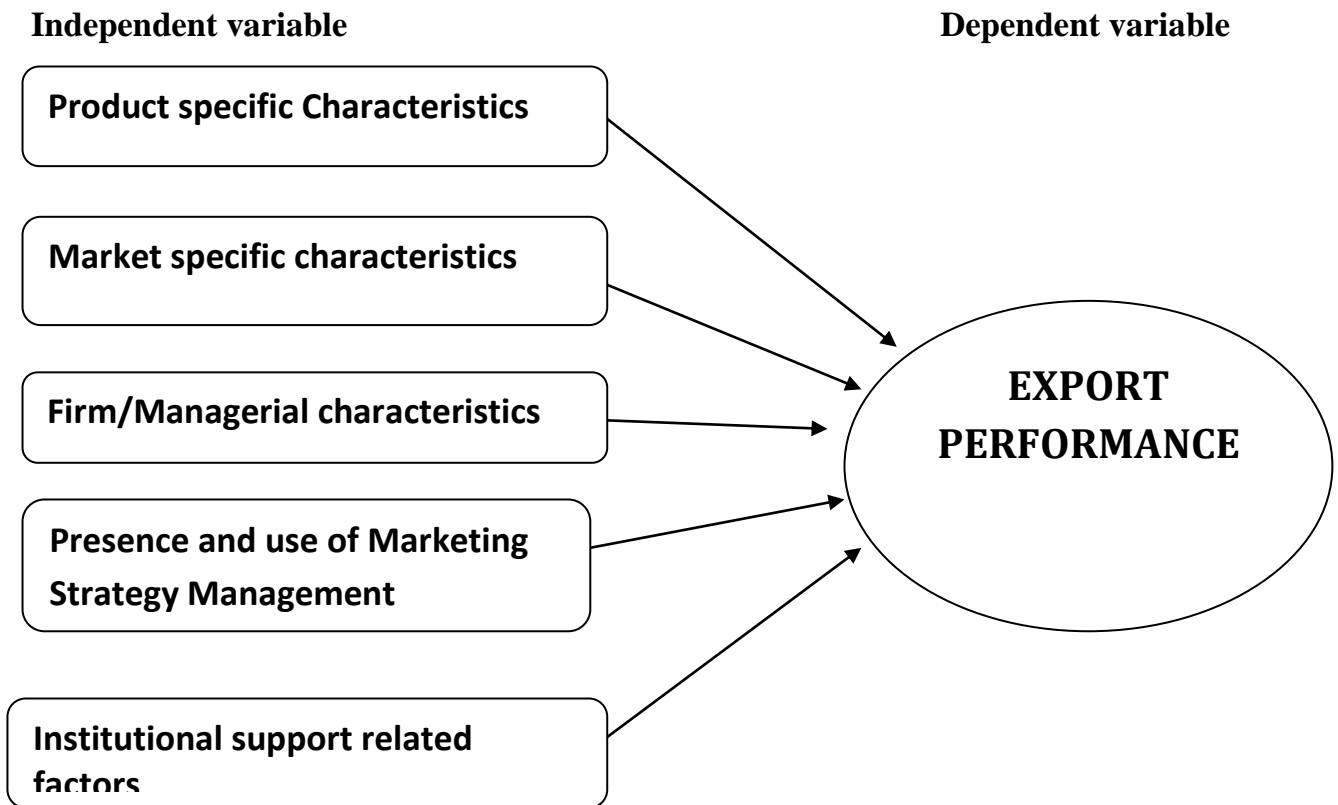 Independent variable
Dependent variable
Product specific Characteristics
Market specific characteristics
Firm/Managerial characteristics
Presence and use of Marketing
Strategy Management
Institutional support related
factors
EXPORT
PERFORMANCE